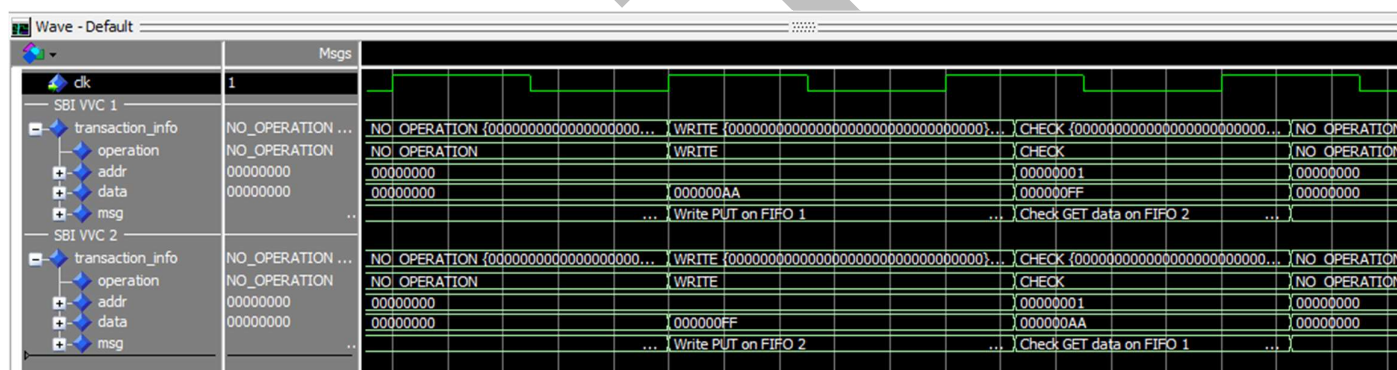 Wave - Default
Msgs
clk 1
SBI VVC 1
transaction_info NO_OPERATION ... NO_OPERATION {0000000000000000000... WRITE {00000000000000000000000000000000}... CHECK {000000000000000000000000... NO_OPERATION
operation NO_OPERATION NO_OPERATION WRITE CHECK NO_OPERATION
addr 00000000 00000000 00000001 00000000
data 00000000 00000000 000000AA 000000FF 00000000
msg .. ... Write PUT on FIFO 1 ... Check GET data on FIFO 2 ...
SBI VVC 2
transaction_info NO_OPERATION ... NO_OPERATION {0000000000000000000... WRITE {00000000000000000000000000000000}... CHECK {000000000000000000000000... NO_OPERATION
operation NO_OPERATION NO_OPERATION WRITE CHECK NO_OPERATION
addr 00000000 00000000 00000001 00000000
data 00000000 00000000 000000FF 000000AA 00000000
msg .. ... Write PUT on FIFO 2 ... Check GET data on FIFO 1 ...